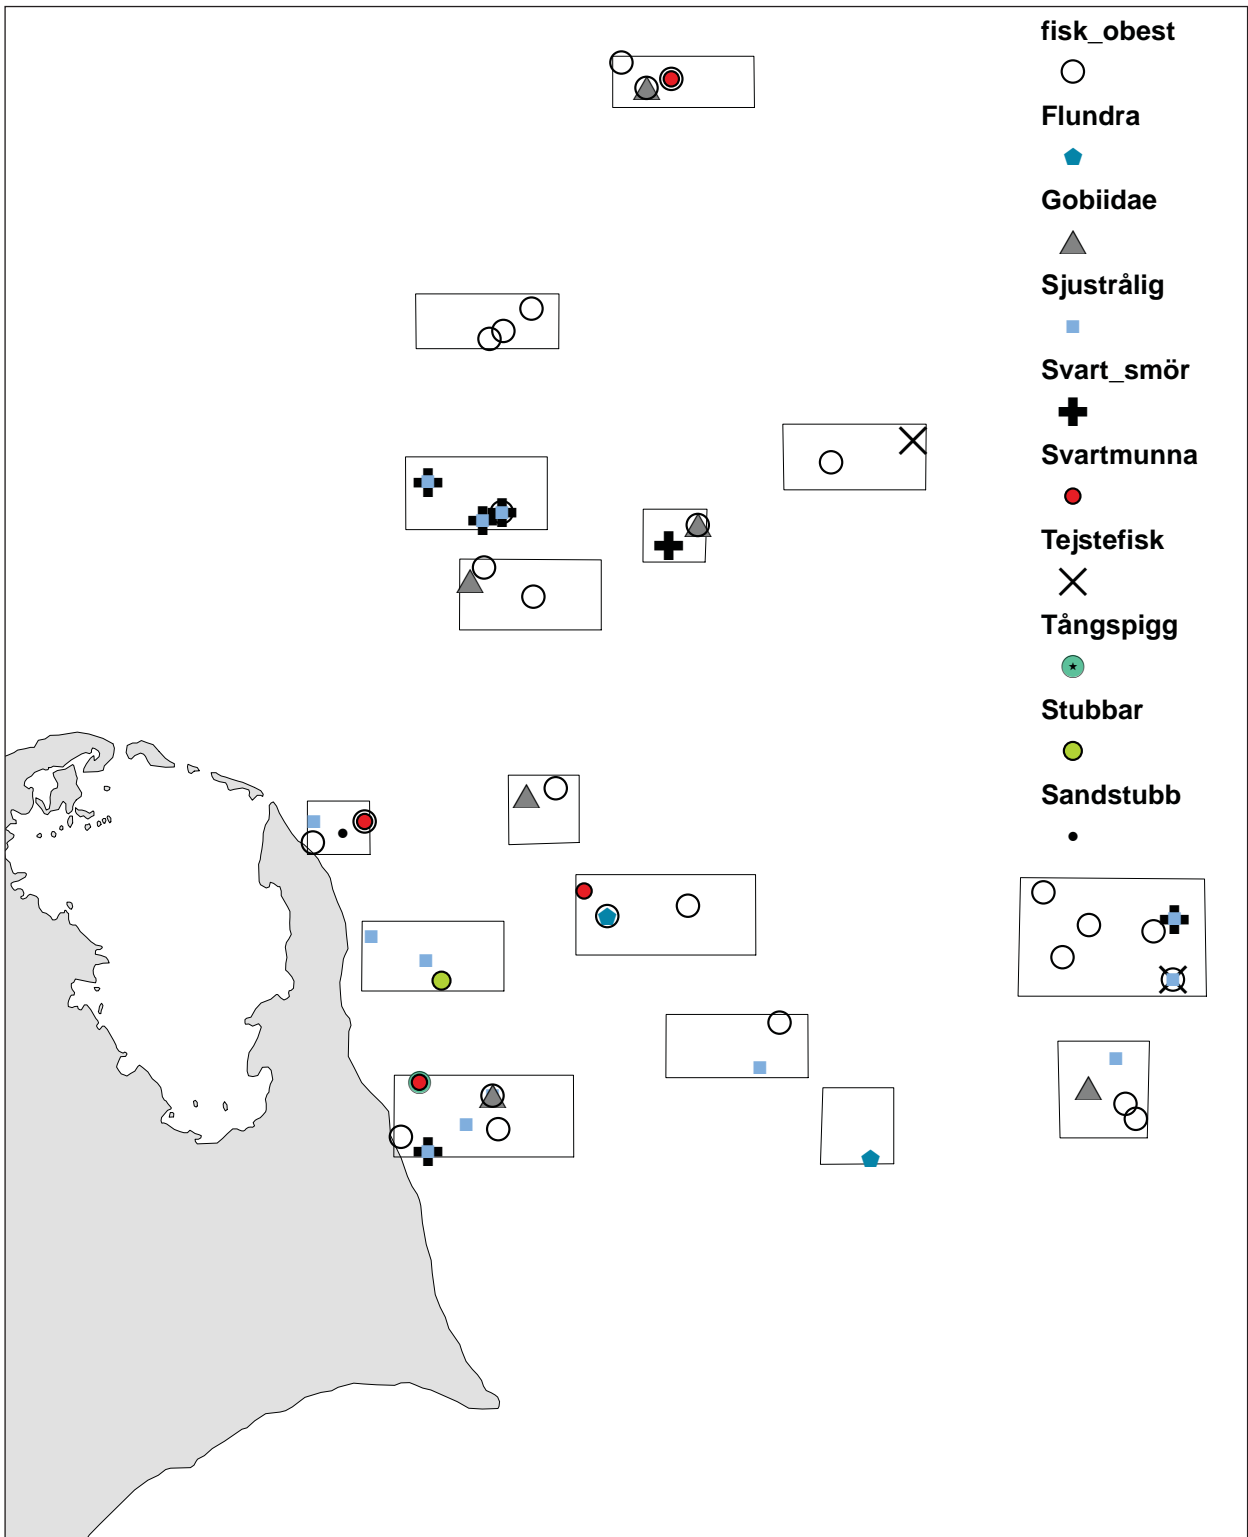 fisk_obest
Flundra
Gobiidae
Sjustrålig
Svart_smör
Svartmunna
Tejstefisk
Tångspigg
Stubbar
Sandstubb